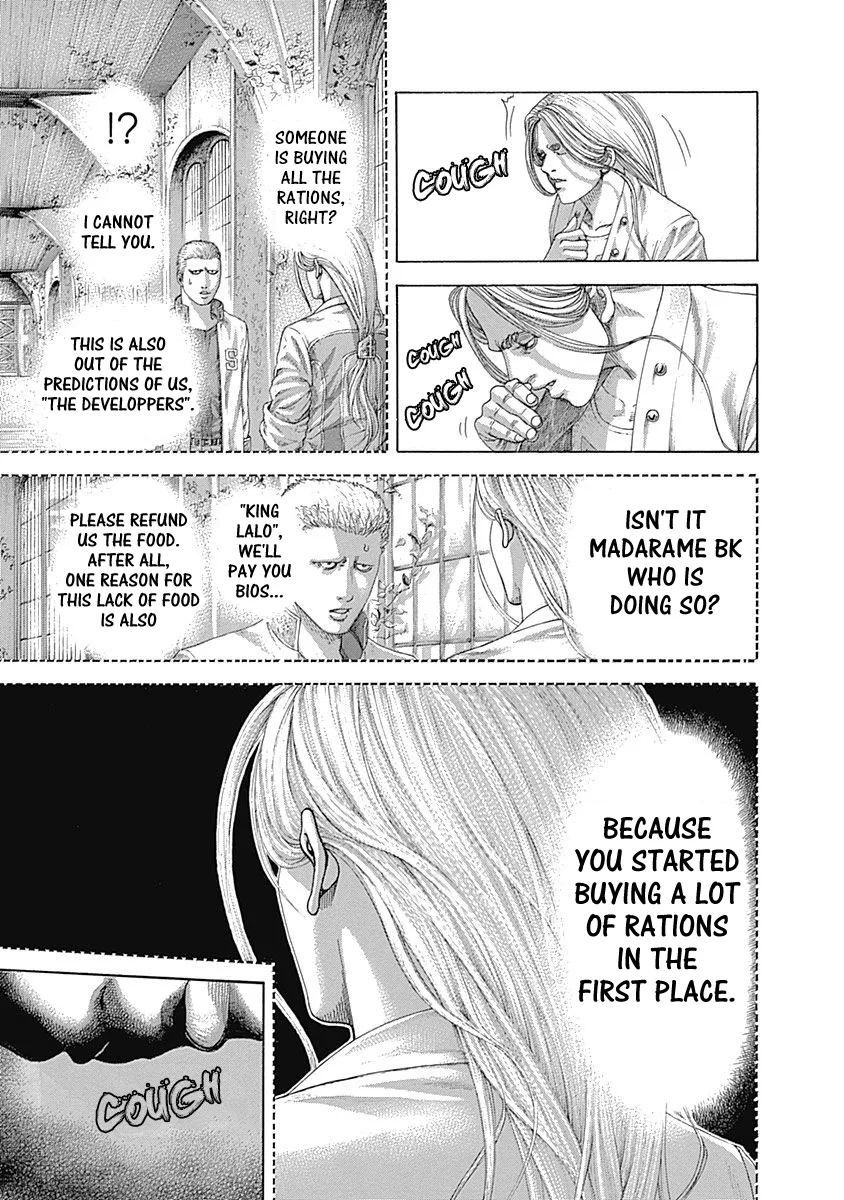 COUGH
COUGH
COUGH
SOMEONE
IS BUYING
ALL THE
RATIONS,
RIGHT?
!?
I CANNOT
TELL YOU.
THIS IS ALSO
OUT OF THE
PREDICTIONS OF US,
"THE DEVELOPPERS".
S
ISN'T IT
MADARAME BK
WHO IS
DOING SO?
"KING
LALO",
WE'LL
PAY YOU
BIOS...
PLEASE REFUND
US THE FOOD.
AFTER ALL,
ONE REASON FOR
THIS LACK OF FOOD
IS ALSO
BECAUSE
YOU STARTED
BUYING A LOT
OF RATIONS
IN THE
FIRST PLACE.
COUGH